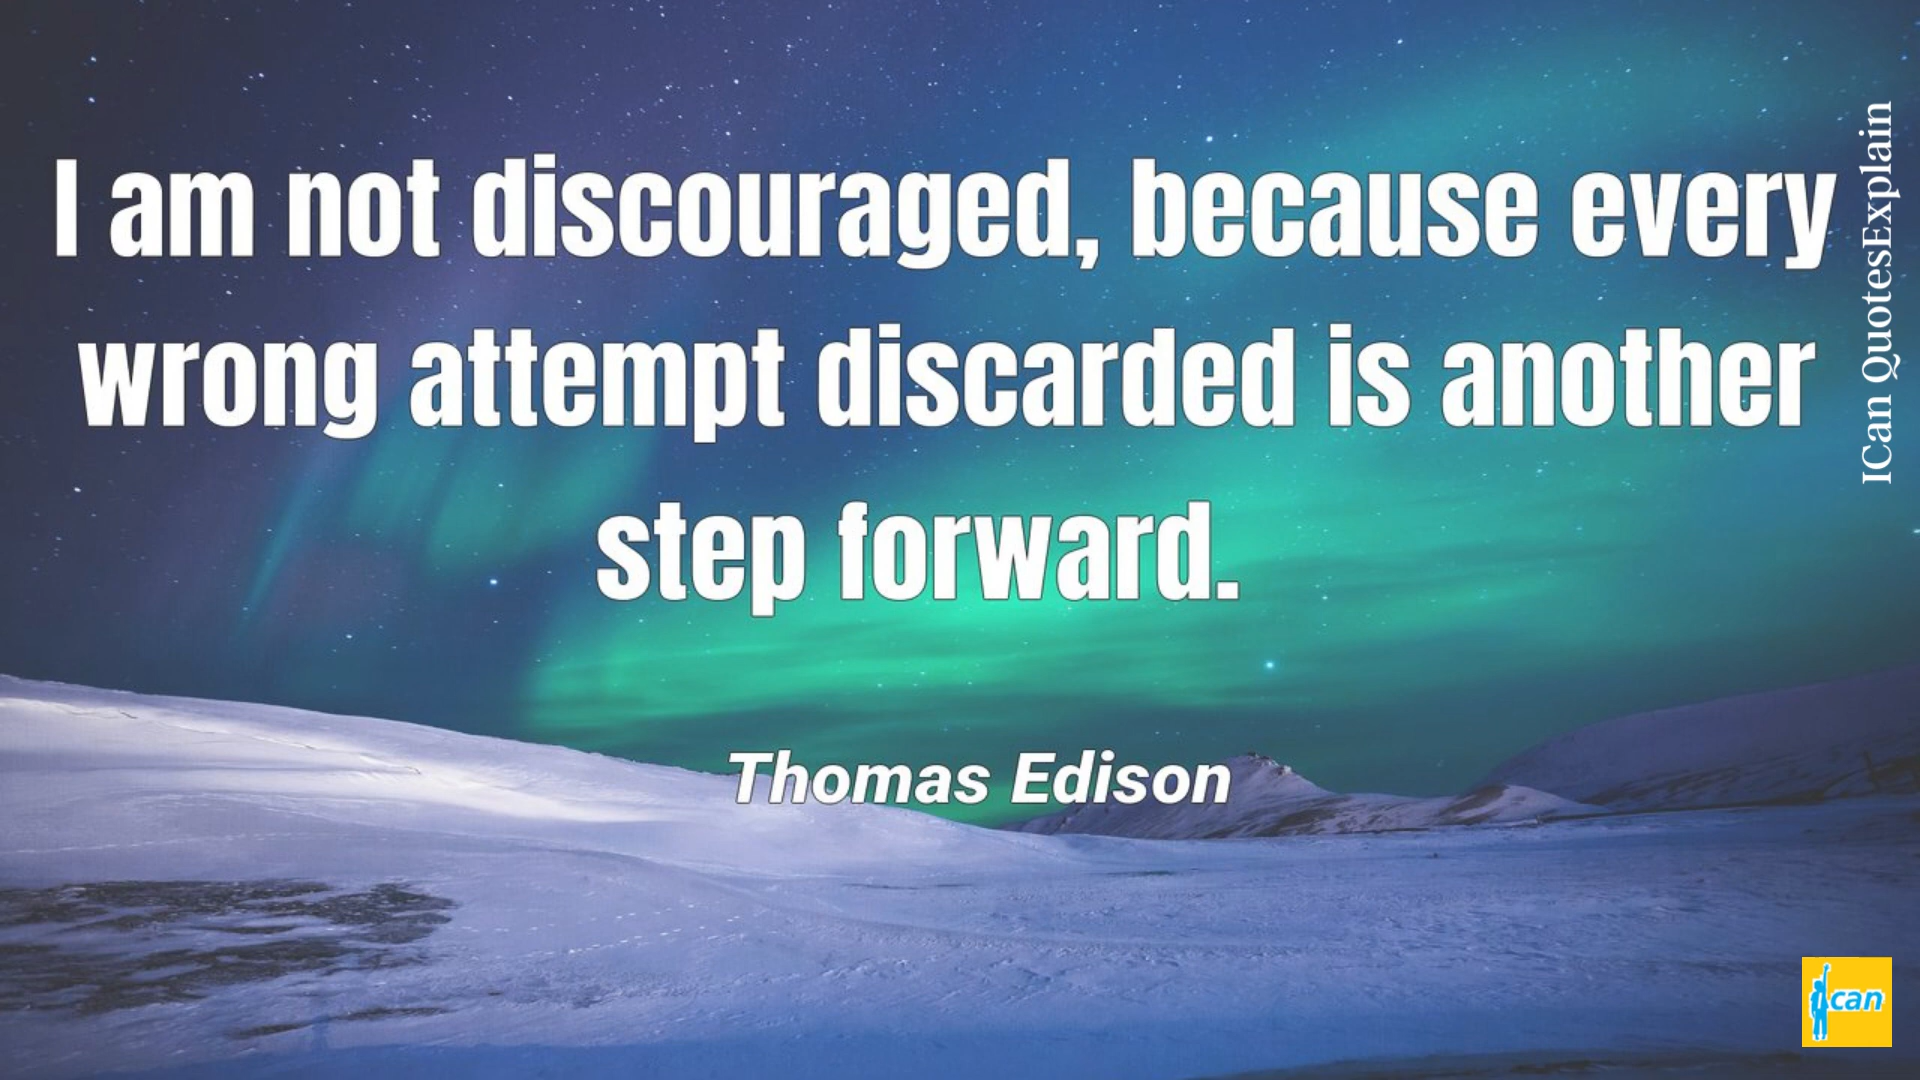 I am not discouraged, because every
wrong attempt discarded is another
step forward.
Thomas Edison
ICan QuotesExplain
ican